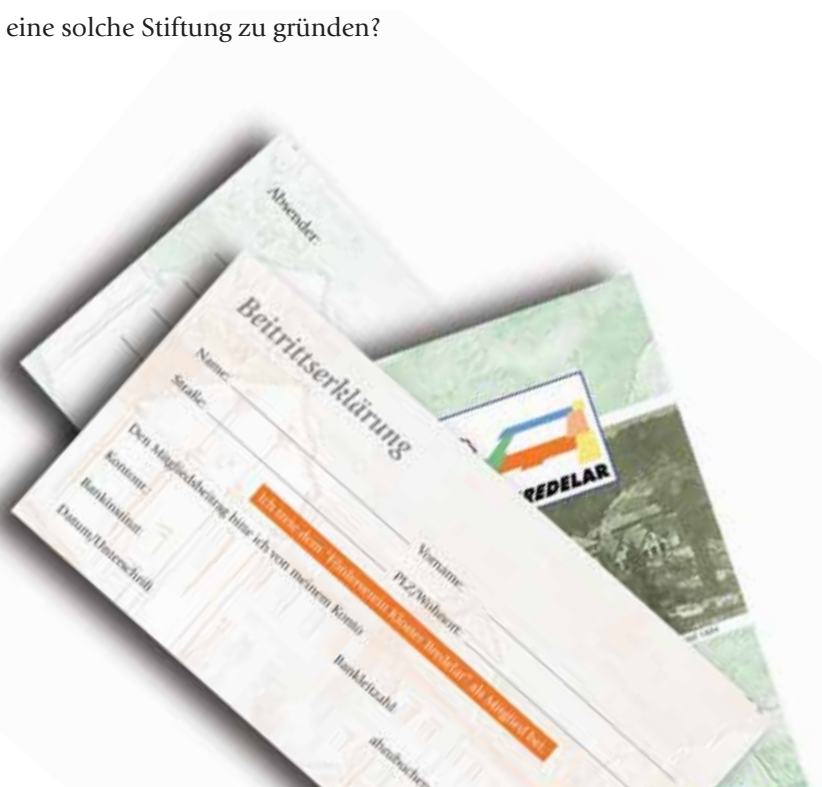 eine solche Stiftung zu gründen?
Absender:
Beitrittserklärung
Name:
Vorname:
Straße:
PLZ/Wohnort:
Ich trete dem "Förderverein Kloster Bredelar" als Mitglied bei.
Den Mitgliedsbeitrag bitte ich von meinem Konto
abzubuchen
Kontonr.:
Bankleitzahl:
Bankinstitut:
Datum/Unterschrift
REDELAR